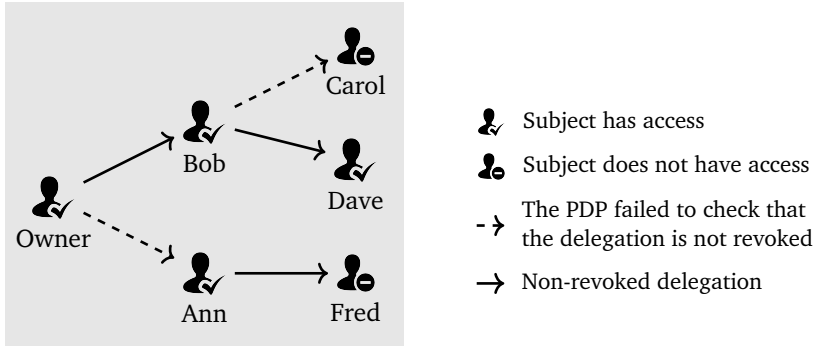 Carol
Bob
Dave
Owner
Ann
Fred
Subject has access
Subject does not have access
The PDP failed to check that
the delegation is not revoked
Non-revoked delegation